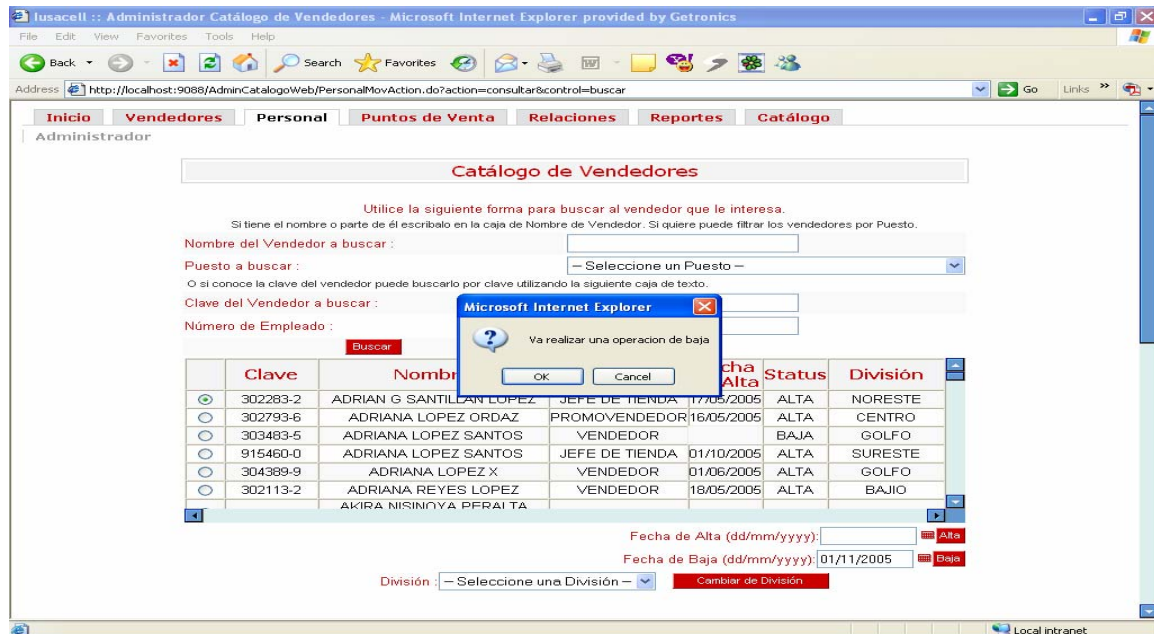 Iusacell :: Administrador Catálogo de Vendedores - Microsoft Internet Explorer provided by Getronics
File Edit View Favorites Tools Help
Back Search Favorites
Address http://localhost:9088/AdminCatalogoWeb/PersonalMovAction.do?action=consultar&control=buscar Go Links »
Inicio Vendedores Personal Puntos de Venta Relaciones Reportes Catálogo
Administrador
Catálogo de Vendedores
Utilice la siguiente forma para buscar al vendedor que le interesa.
Si tiene el nombre o parte de él escribalo en la caja de Nombre de Vendedor. Si quiere puede filtrar los vendedores por Puesto.
Nombre del Vendedor a buscar :
Puesto a buscar : -- Seleccione un Puesto --
O si conoce la clave del vendedor puede buscarlo por clave utilizando la siguiente caja de texto.
Clave del Vendedor a buscar :
Número de Empleado :
Buscar
Microsoft Internet Explorer
Va realizar una operacion de baja
OK Cancel
Clave Nombr cha Alta Status División
302283-2 ADRIAN G SANTILLAN LOPEZ JEFE DE TIENDA 17/05/2005 ALTA NORESTE
302793-6 ADRIANA LOPEZ ORDAZ PROMOVENDEDOR 16/05/2005 ALTA CENTRO
303483-5 ADRIANA LOPEZ SANTOS VENDEDOR BAJA GOLFO
915460-0 ADRIANA LOPEZ SANTOS JEFE DE TIENDA 01/10/2005 ALTA SURESTE
304389-9 ADRIANA LOPEZ X VENDEDOR 01/06/2005 ALTA GOLFO
302113-2 ADRIANA REYES LOPEZ VENDEDOR 18/05/2005 ALTA BAJIO
AKIRA NISINOYA PERALTA
Fecha de Alta (dd/mm/yyyy): Alta
Fecha de Baja (dd/mm/yyyy): 01/11/2005 Baja
División : -- Seleccione una División -- Cambiar de División
Local intranet